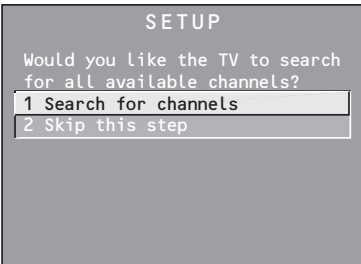 SETUP
Would you like the TV to search
for all available channels?
1 Search for channels
2 Skip this step